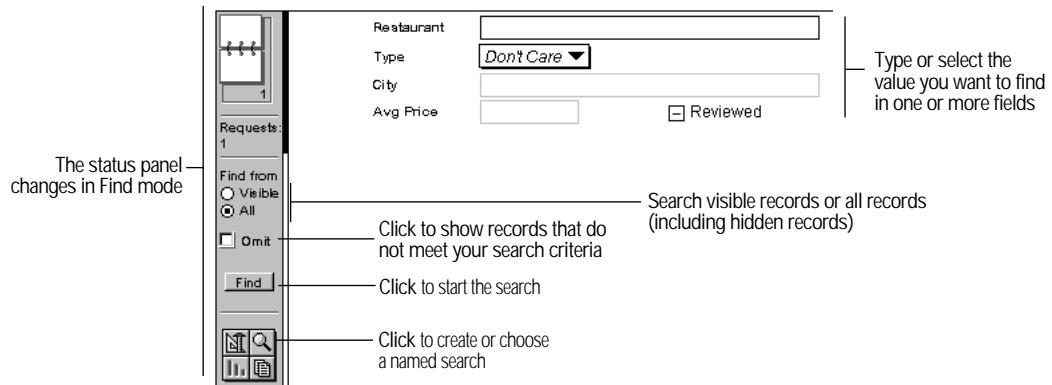 Restaurant
Type Don't Care
City
Avg Price Reviewed
Type or select the
value you want to find
in one or more fields
1
Requests:
1
The status panel
changes in Find mode
Find from
Visible
All
Search visible records or all records
(including hidden records)
Omit
Click to show records that do
not meet your search criteria
Find
Click to start the search
Click to create or choose
a named search